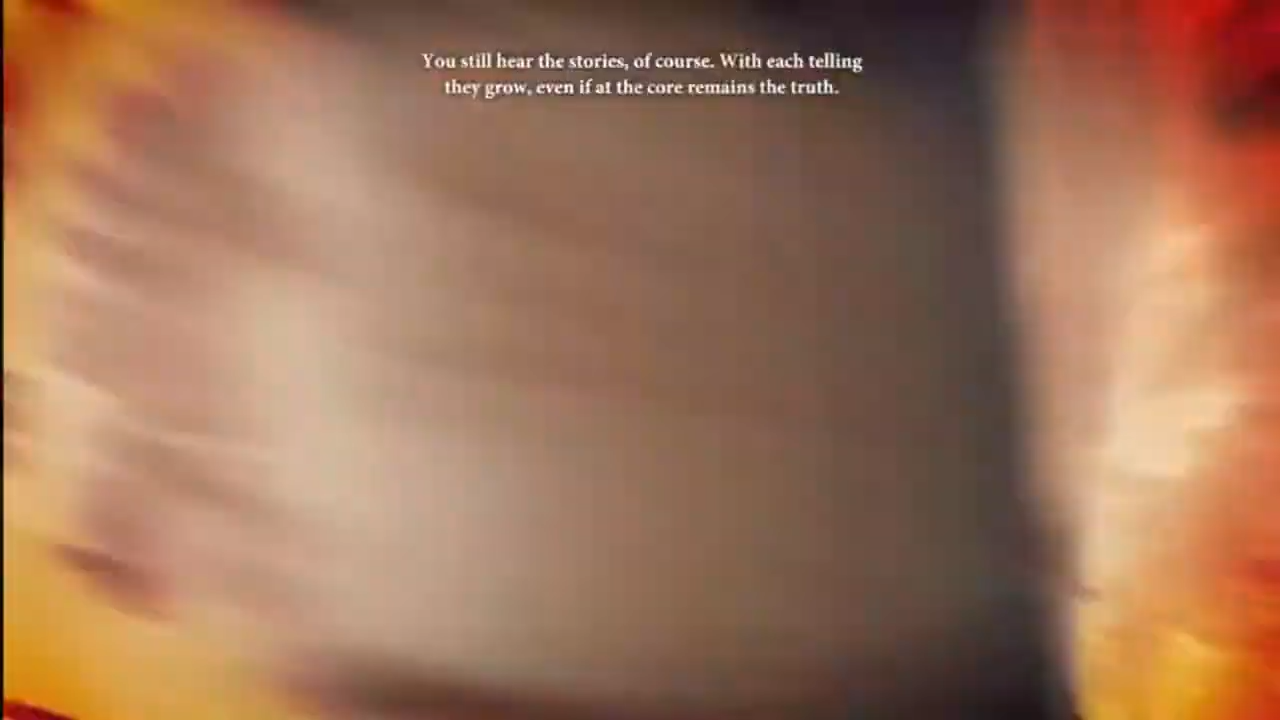 You still hear the stories, of course. With each telling
they grow, even if at the core remains the truth.